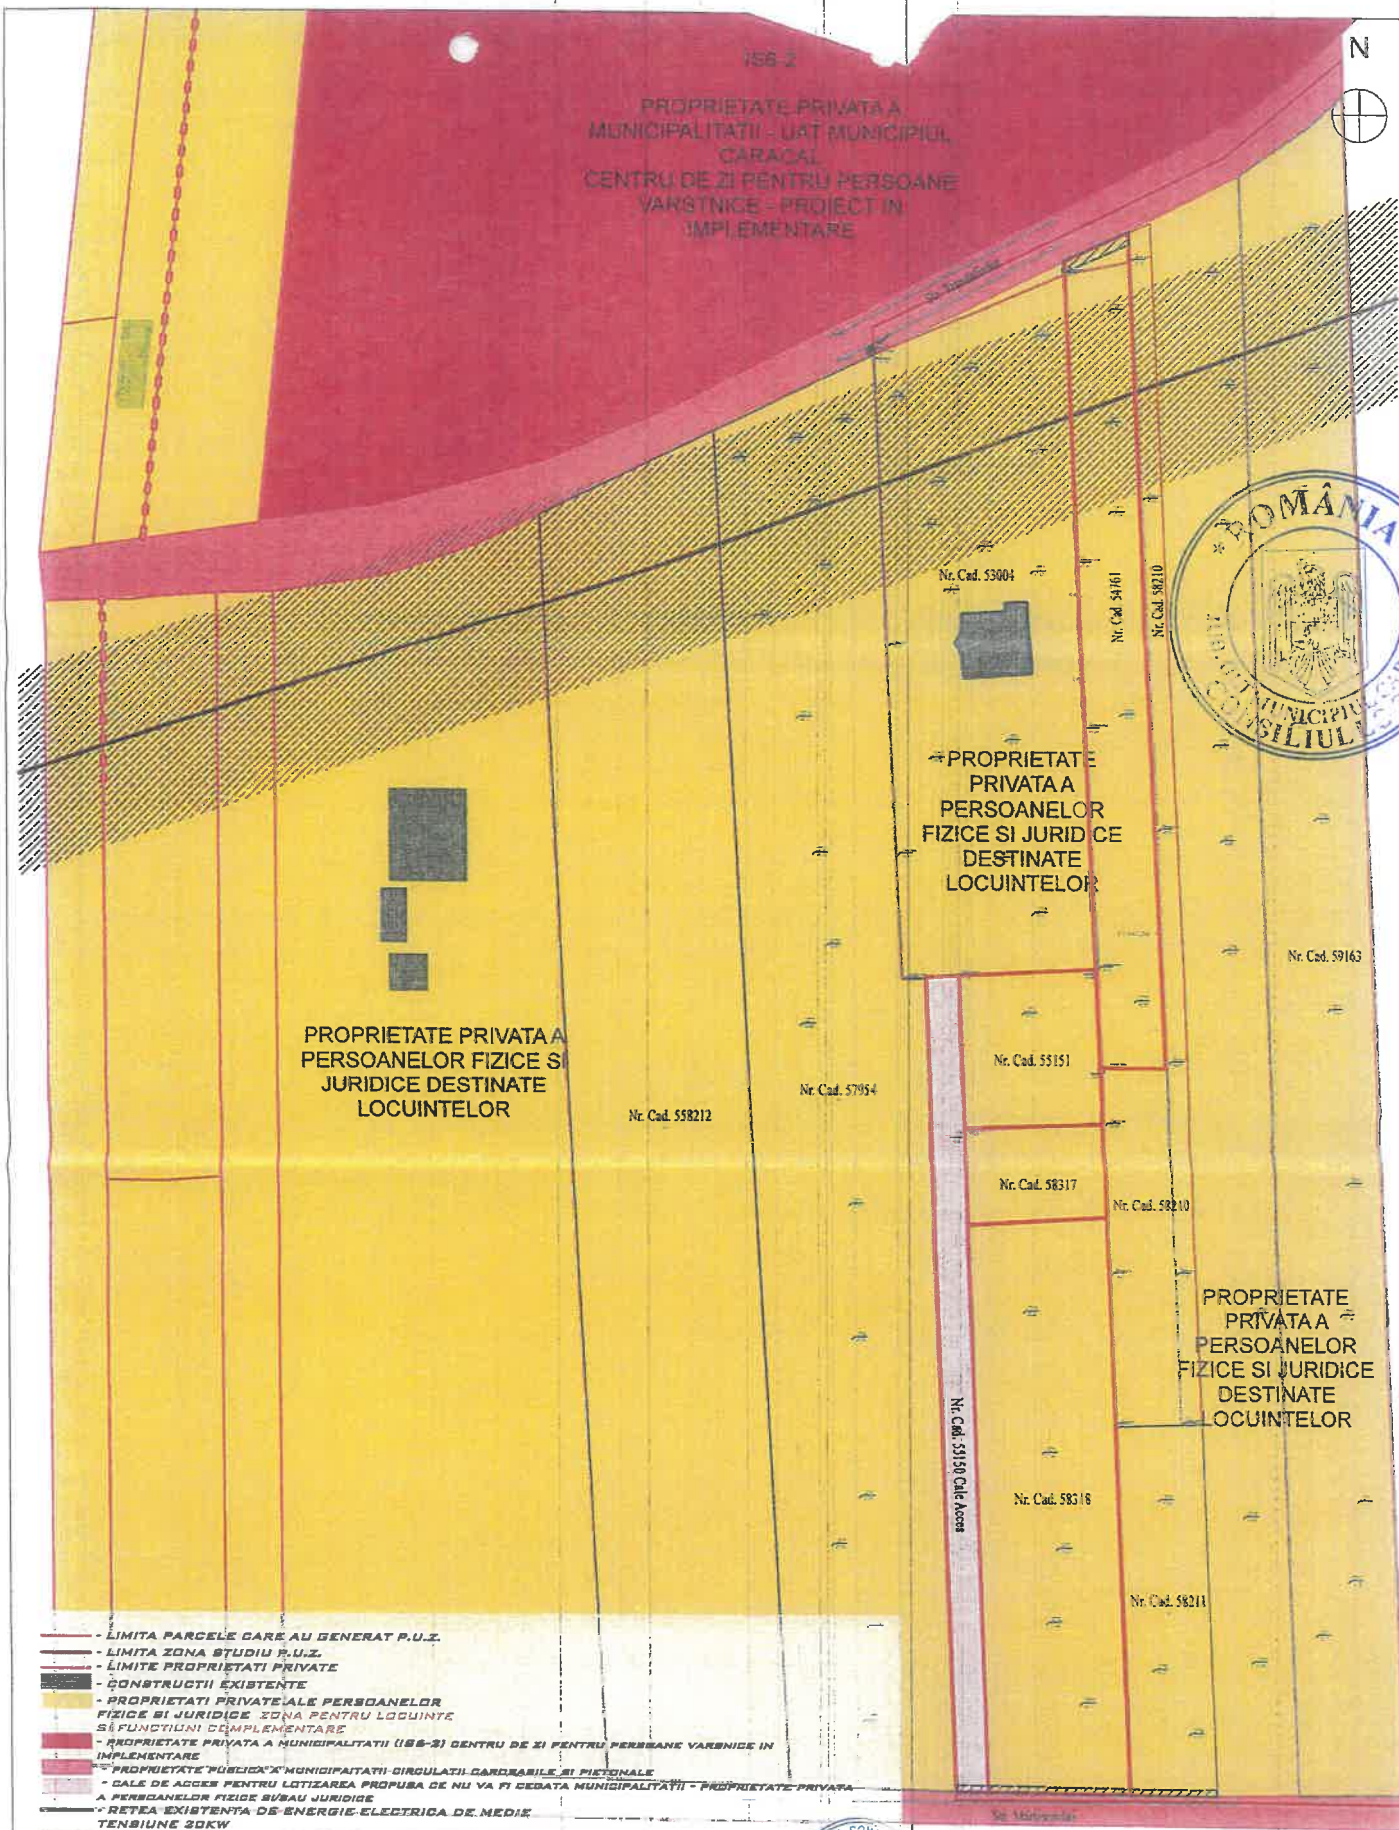 IS6-2
N
PROPRIETATE PRIVATA A
MUNICIPALITATII - UAT MUNICIPIUL
CARACAL
CENTRU DE ZI PENTRU PERSOANE
VARSTNICE - PROIECT IN
IMPLEMENTARE
ROMÂNIA
MUNICIPIU
CONSILIUL
Nr. Cad. 53004
Nr. Cad. 54761
Nr. Cad. 58210
PROPRIETATE
PRIVATA A
PERSOANELOR
FIZICE SI JURIDICE
DESTINATE
LOCUINTELOR
Nr. Cad. 59163
PROPRIETATE PRIVATA A
PERSOANELOR FIZICE SI
JURIDICE DESTINATE
LOCUINTELOR
Nr. Cad. 558212
Nr. Cad. 57954
Nr. Cad. 55151
Nr. Cad. 58317
Nr. Cad. 58210
PROPRIETATE
PRIVATA A
PERSOANELOR
FIZICE SI JURIDICE
DESTINATE
LOCUINTELOR
Nr. Cad. 55150 Cale Acces
Nr. Cad. 58318
Nr. Cad. 58211
- LIMITA PARCELE CARE AU GENERAT P.U.Z.
- LIMITA ZONA STUDIU P.U.Z.
- LIMITE PROPRIETATI PRIVATE
- CONSTRUCTII EXISTENTE
- PROPRIETATI PRIVATE ALE PERSOANELOR
FIZICE SI JURIDICE ZONA PENTRU LOCUINTE
SI FUNCTIUNI COMPLEMENTARE
- PROPRIETATE PRIVATA A MUNICIPALITATII (IS6-2) CENTRU DE ZI PENTRU PERSOANE VARSNICE IN
IMPLEMENTARE
- PROPRIETATE PUBLICA A MUNICIPAITATII CIRCULATII CAROSABILE SI PIETONALE
- CALE DE ACCES PENTRU LOTIZAREA PROPUSA CE NU VA FI CEDATA MUNICIPALITATII - PROPRIETATE PRIVATA
A PERSOANELOR FIZICE SI/SAU JURIDICE
- RETEA EXISTENTA DE ENERGIE ELECTRICA DE MEDIE
TENSIUNE 20KW